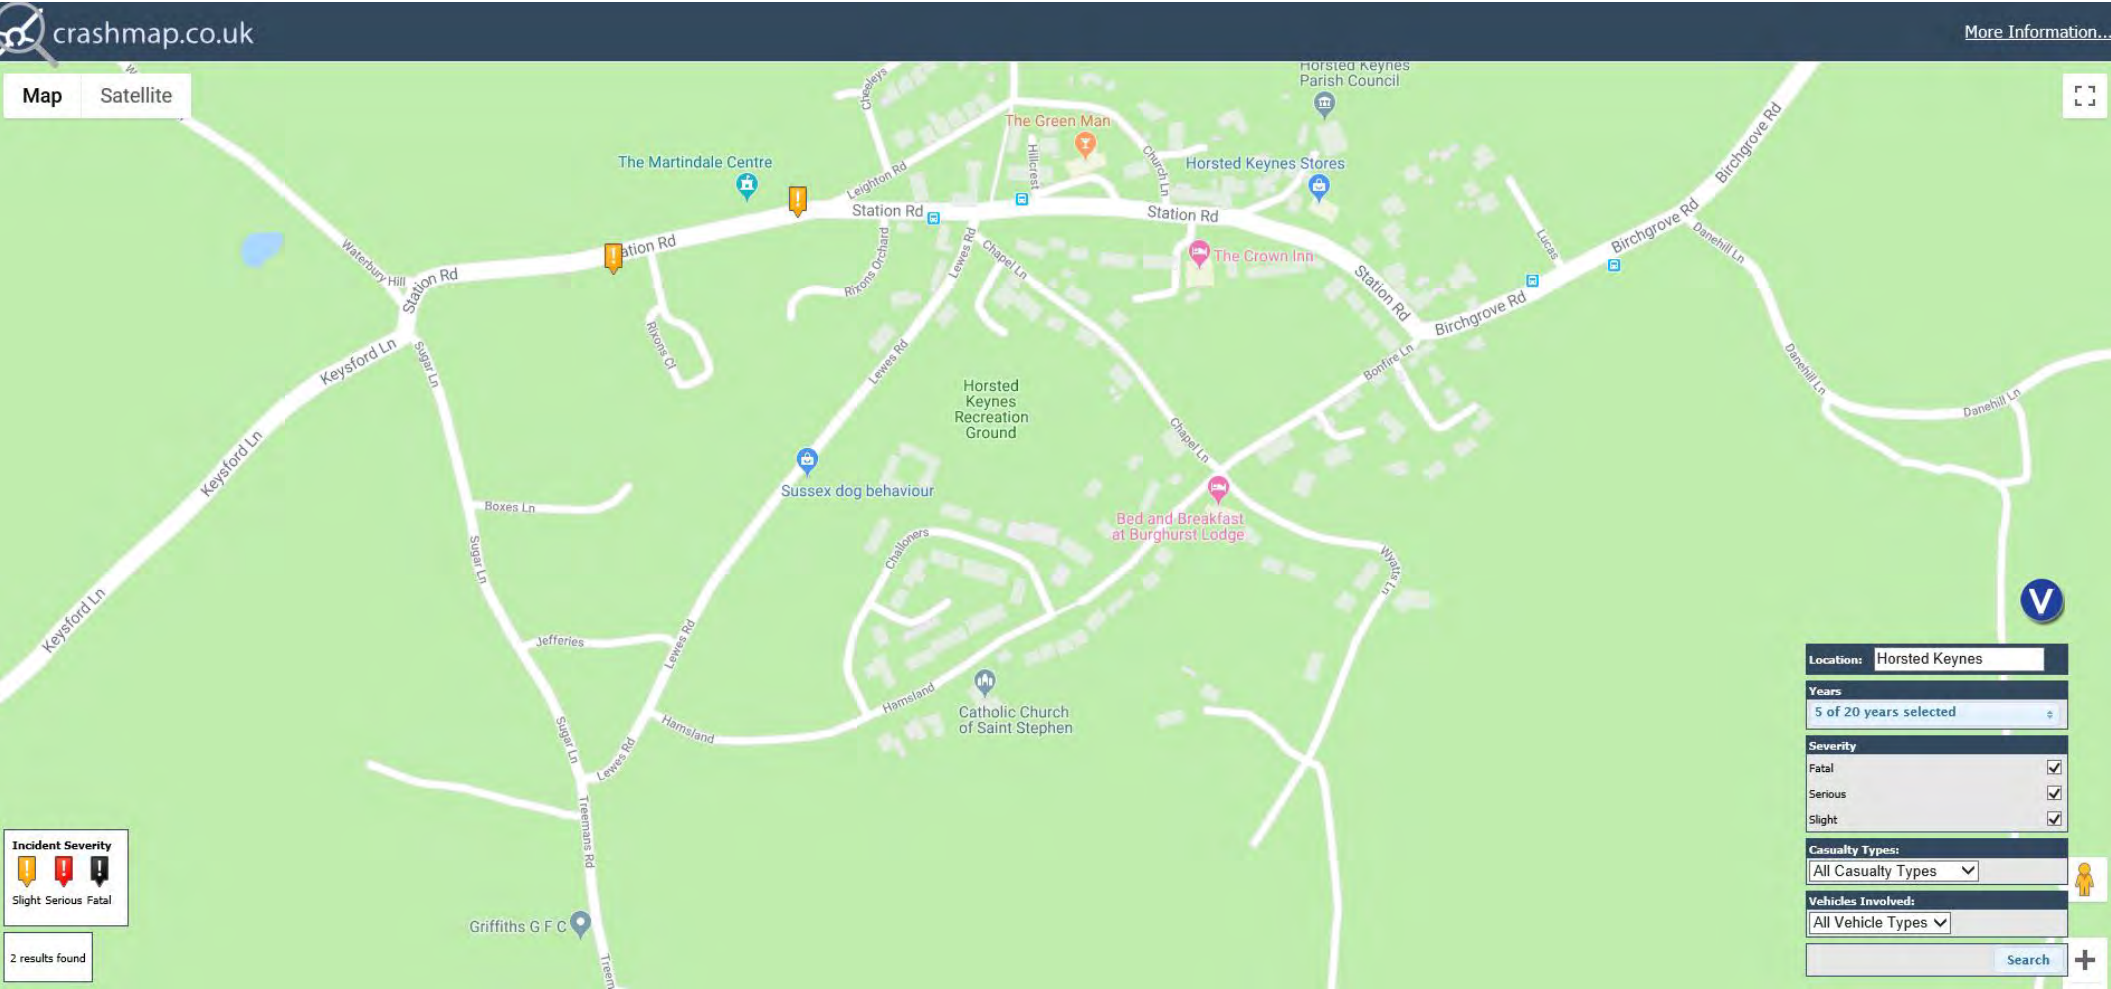 crashmap.co.uk
More Information...
Map
Satellite
Horsted Keynes
Parish Council
Cheeleys
The Green Man
Birchgrove Rd
The Martindale Centre
Hillcrest
Church Ln
Horsted Keynes Stores
Leighton Rd
Station Rd
Station Rd
Birchgrove Rd
Danehill Ln
Lucas
Waterbury Hill
Station Rd
ation Rd
Rixons Orchard
Lewes Rd
Chapel Ln
The Crown Inn
Station Rd
Birchgrove Rd
Keysford Ln
Sugar Ln
Rixons Cl
Lewes Rd
Bonfire Ln
Danehill Ln
Danehill Ln
Horsted
Keynes
Recreation
Ground
Chapel Ln
Keysford Ln
Sussex dog behaviour
Boxes Ln
Bed and Breakfast
at Burghurst Lodge
Challoners
Sugar Ln
Wyatts Ln
Keysford Ln
Jefferies
Lewes Rd
Hamsland
Catholic Church
of Saint Stephen
Hamsland
Sugar Ln
Lewes Rd
Treemans Rd
Griffiths G F C
Treem
V
Location: Horsted Keynes
Years
5 of 20 years selected
Severity
Fatal
Serious
Slight
Casualty Types:
All Casualty Types
Vehicles Involved:
All Vehicle Types
Search
Incident Severity
Slight Serious Fatal
2 results found